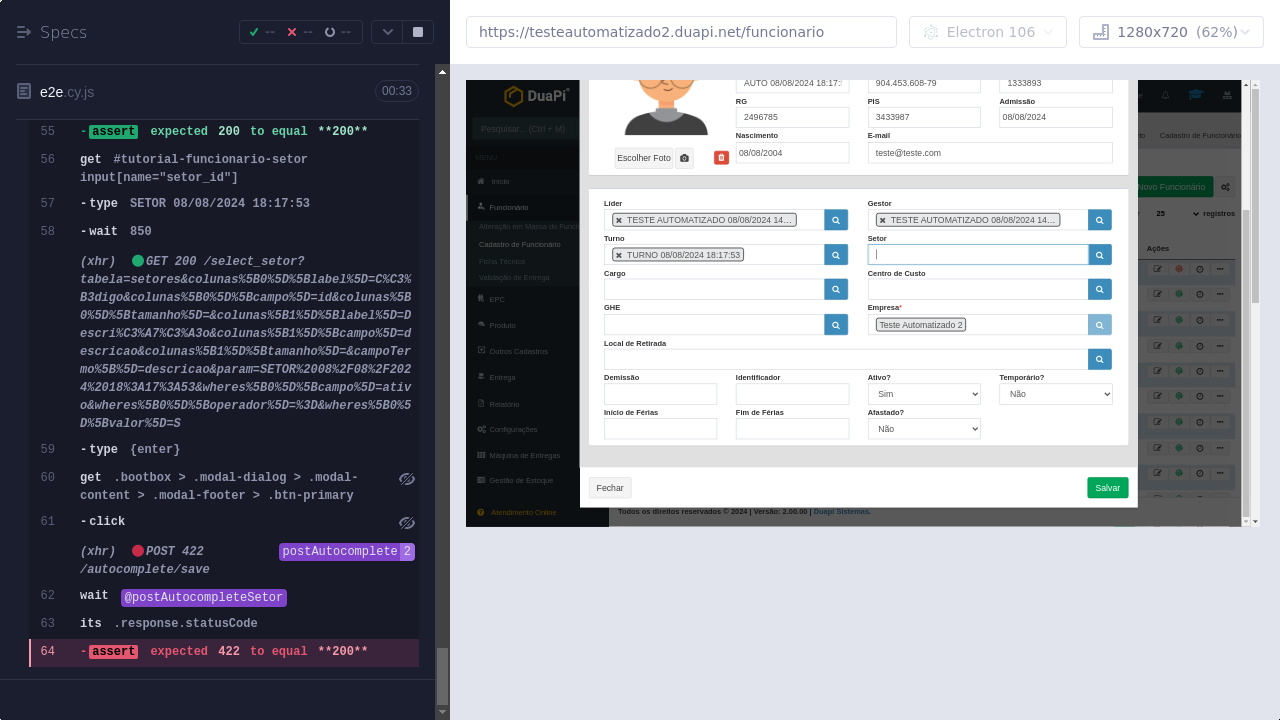 Specs
-- -- --
https://testeautomatizado2.duapi.net/funcionario
Electron 106
1280x720 (62%)
e2e.cy.js
00:33
55 -assert expected 200 to equal **200**
56 get #tutorial-funcionario-setor
input[name="setor_id"]
57 -type SETOR 08/08/2024 18:17:53
58 -wait 850
(xhr) GET 200 /select_setor?
tabela=setores&colunas%5B0%5D%5Blabel%5D=C%C3%
B3digo&colunas%5B0%5D%5Bcampo%5D=id&colunas%5B
0%5D%5Btamanho%5D=&colunas%5B1%5D%5Blabel%5D=D
escri%C3%A7%C3%A3o&colunas%5B1%5D%5Bcampo%5D=d
escricao&colunas%5B1%5D%5Btamanho%5D=&campoTer
mo%5B%5D=descricao&param=SETOR%2008%2F08%2F202
4%2018%3A17%3A53&wheres%5B0%5D%5Bcampo%5D=ativ
o&wheres%5B0%5D%5Boperador%5D=%3D&wheres%5B0%5
D%5Bvalor%5D=S
59 -type {enter}
60 get .bootbox > .modal-dialog > .modal-
content > .modal-footer > .btn-primary
61 -click
(xhr) POST 422 postAutocomplete 2
/autocomplete/save
62 wait @postAutocompleteSetor
63 its .response.statusCode
64 -assert expected 422 to equal **200**
DuaPi
Pesquisar... (Ctrl + M)
MENU
Início
Funcionário
Alteração em Massa de Funcio
Cadastro de Funcionário
Ficha Técnica
Validação de Entrega
EPC
Produto
Outros Cadastros
Entrega
Relatório
Configurações
Máquina de Entregas
Gestão de Estoque
Atendimento Online
AUTO 08/08/2024 18:17:
904.453.608-79
1333893
RG
PIS
Admissão
2496785
3433987
08/08/2024
Nascimento
E-mail
08/08/2004
teste@teste.com
Escolher Foto
Líder
Gestor
✖ TESTE AUTOMATIZADO 08/08/2024 14...
✖ TESTE AUTOMATIZADO 08/08/2024 14...
Turno
Setor
✖ TURNO 08/08/2024 18:17:53
Cargo
Centro de Custo
GHE
Empresa*
Teste Automatizado 2
Local de Retirada
Demissão
Identificador
Ativo?
Temporário?
Sim
Não
Início de Férias
Fim de Férias
Afastado?
Não
Fechar
Salvar
Cadastro de Funcionário
Novo Funcionário
25 registros
Ações
Todos os direitos reservados © 2024 | Versão: 2.00.00 | Duapi Sistemas.